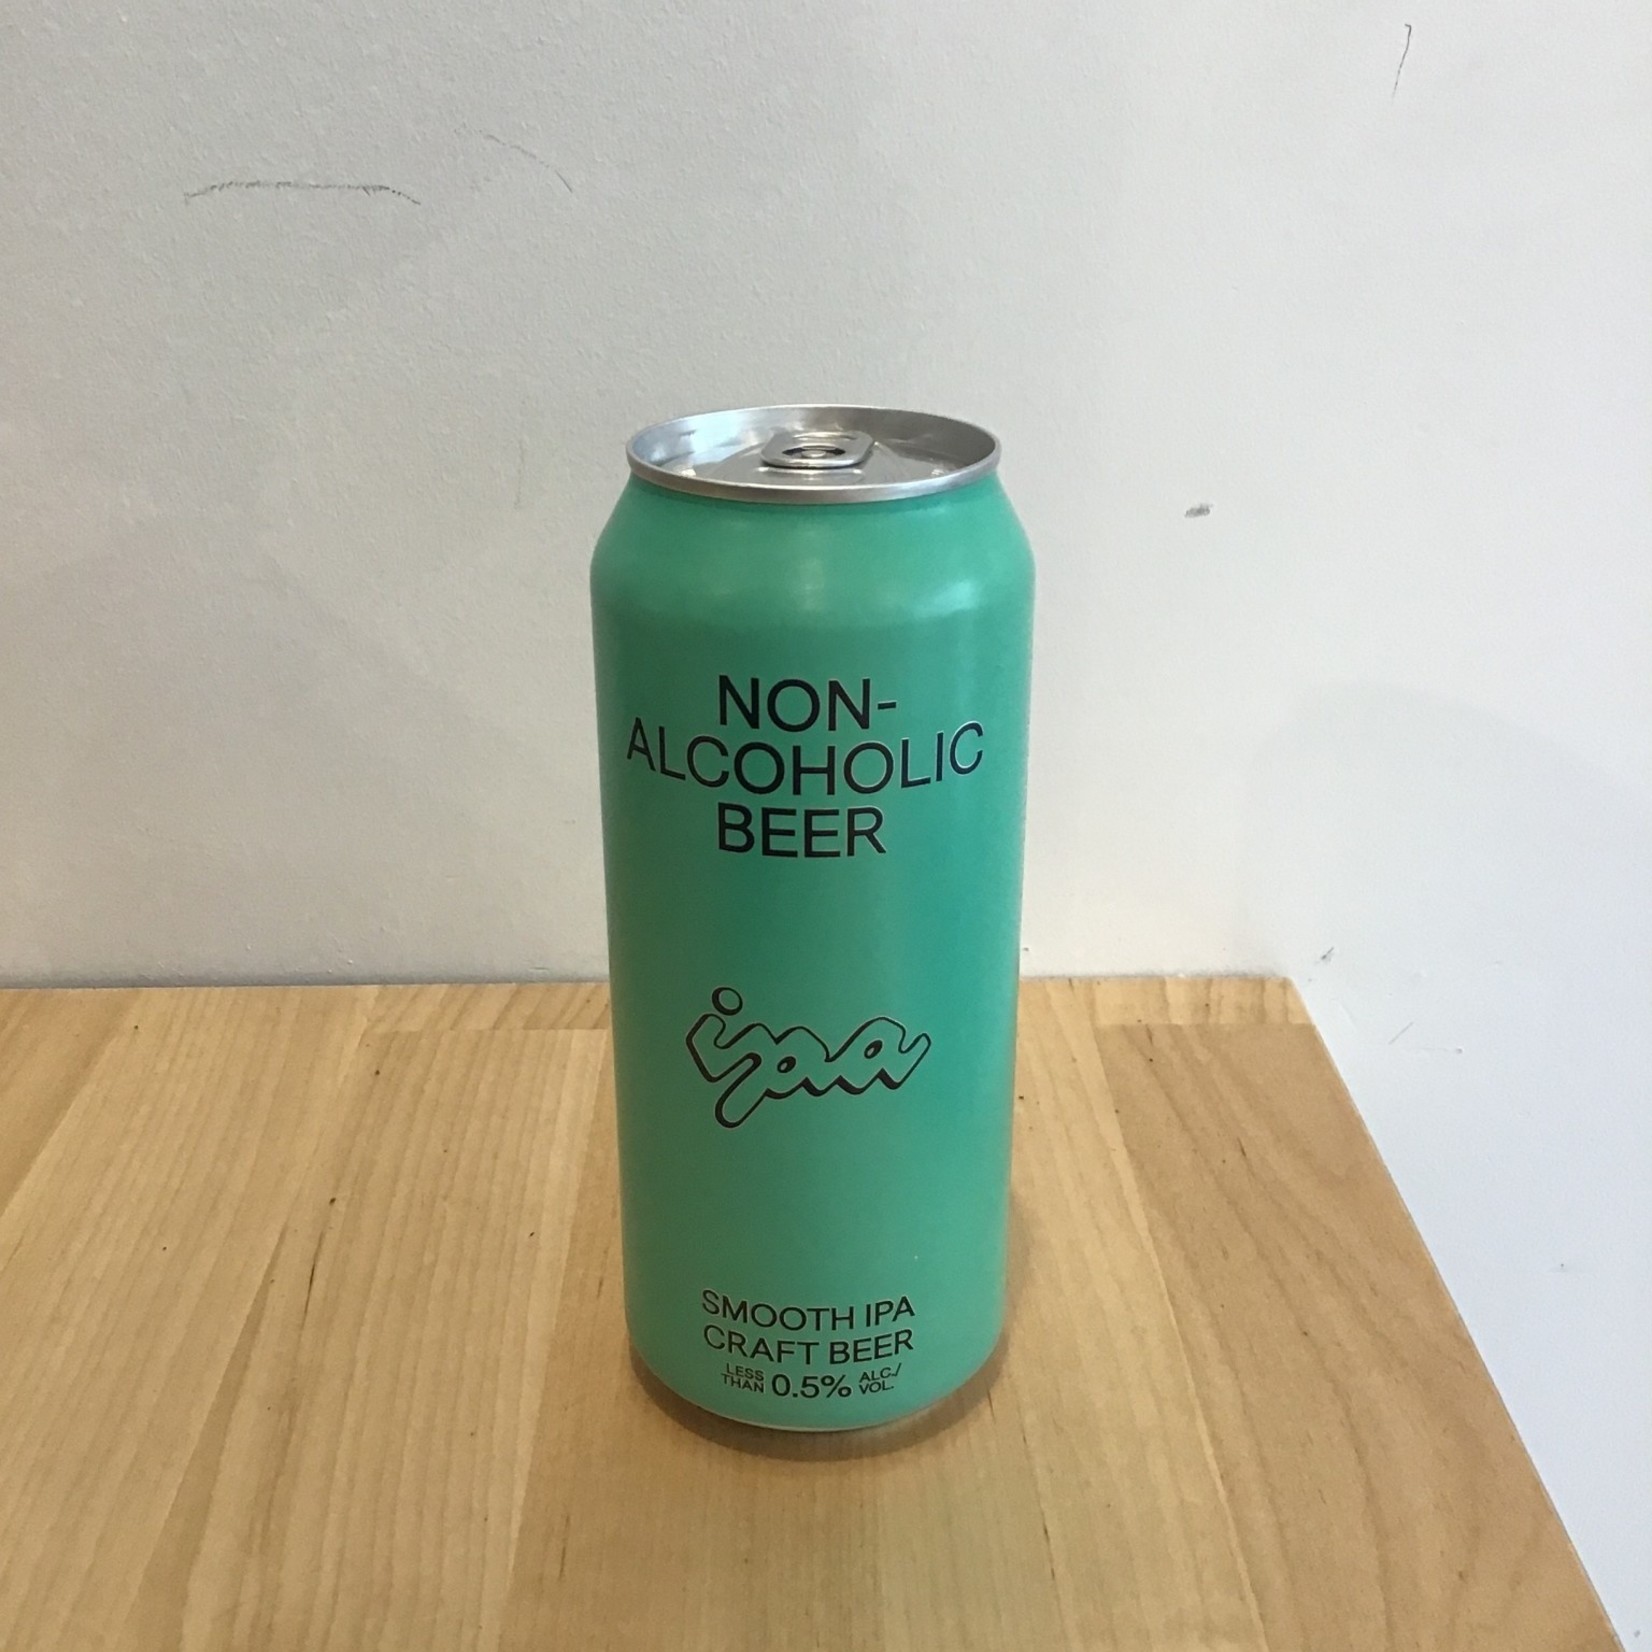 NON-
ALCOHOLIC
BEER
ipa
SMOOTH IPA
CRAFT BEER
LESS THAN 0.5% ALC./VOL.